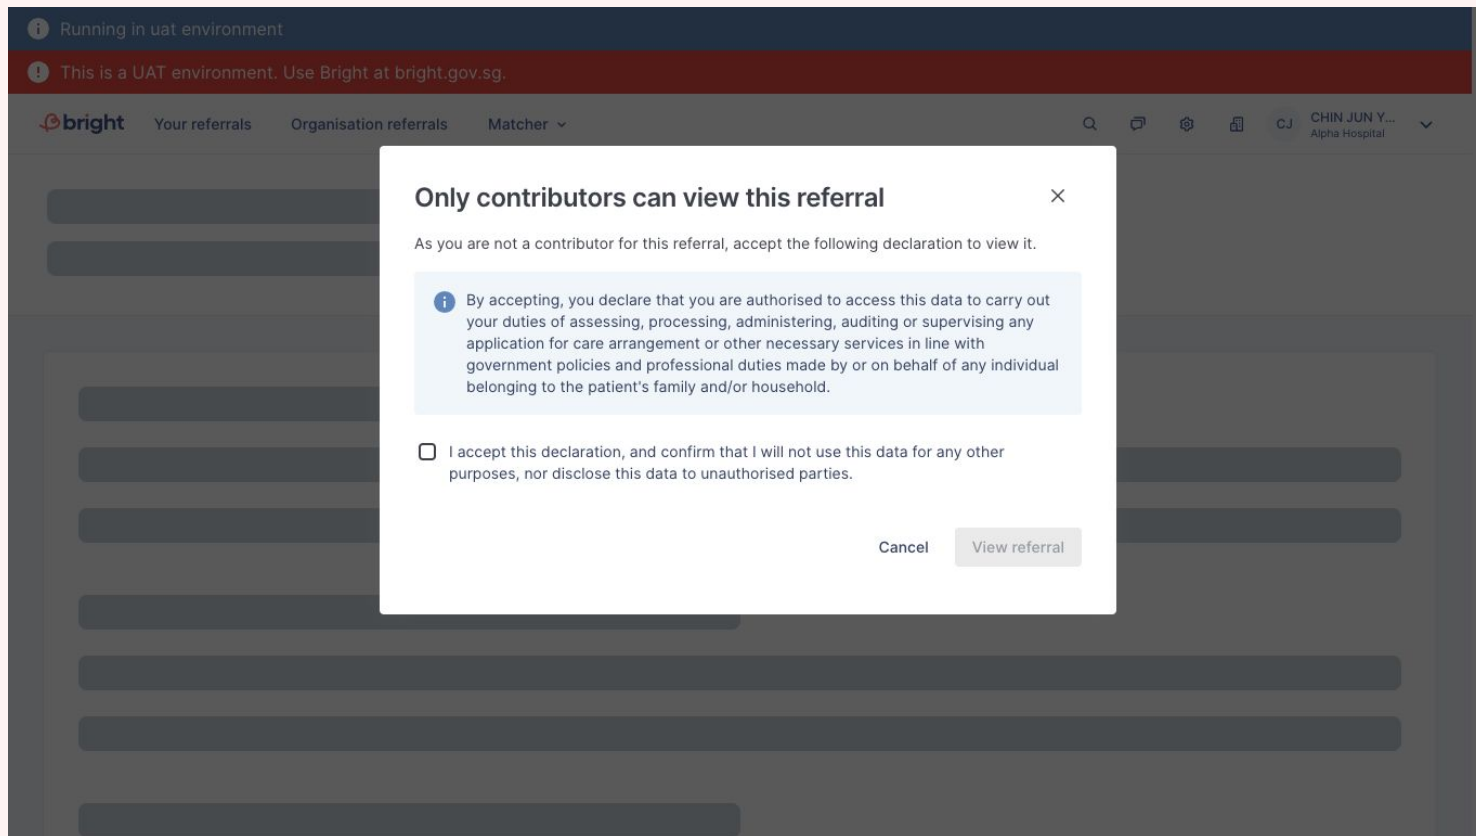 Running in uat environment
This is a UAT environment. Use Bright at bright.gov.sg.
bright
Your referrals
Organisation referrals
Matcher
CJ
CHIN JUN Y...
Alpha Hospital
Only contributors can view this referral
As you are not a contributor for this referral, accept the following declaration to view it.
By accepting, you declare that you are authorised to access this data to carry out
your duties of assessing, processing, administering, auditing or supervising any
application for care arrangement or other necessary services in line with
government policies and professional duties made by or on behalf of any individual
belonging to the patient's family and/or household.
I accept this declaration, and confirm that I will not use this data for any other
purposes, nor disclose this data to unauthorised parties.
Cancel
View referral